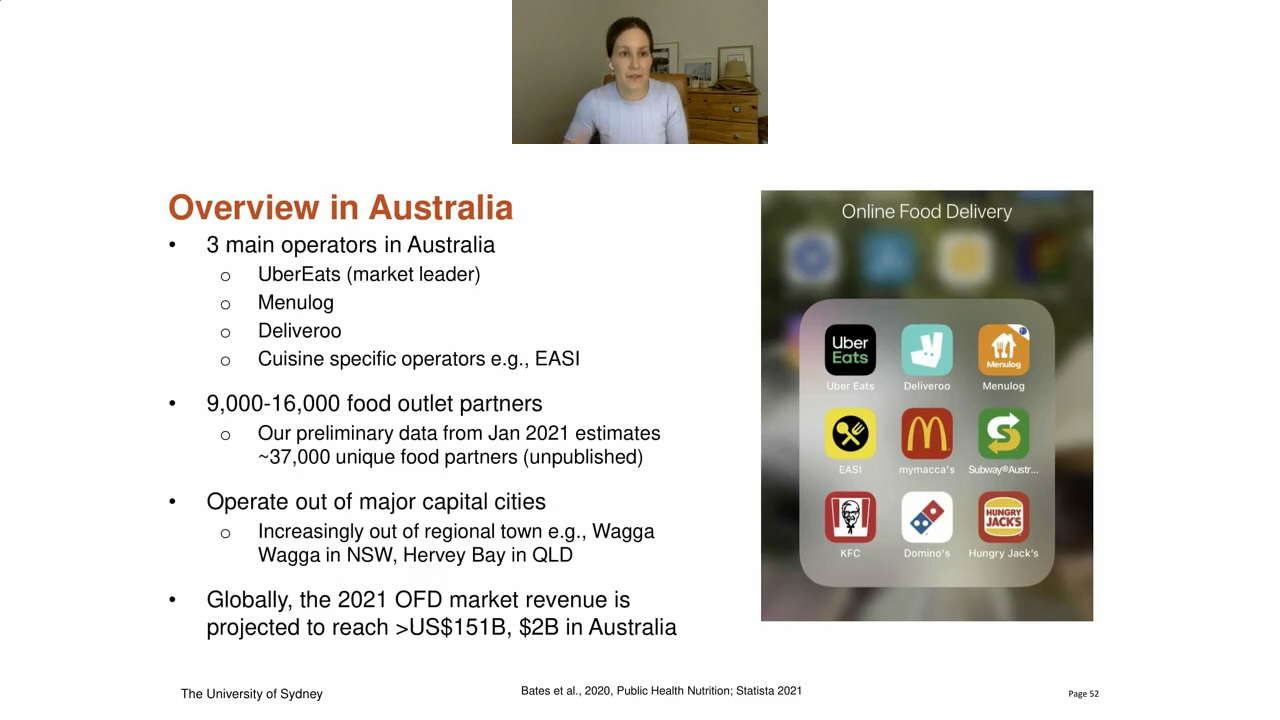 Overview in Australia
• 3 main operators in Australia
o UberEats (market leader)
o Menulog
o Deliveroo
o Cuisine specific operators e.g., EASI
• 9,000-16,000 food outlet partners
o Our preliminary data from Jan 2021 estimates
~37,000 unique food partners (unpublished)
• Operate out of major capital cities
o Increasingly out of regional town e.g., Wagga
Wagga in NSW, Hervey Bay in QLD
• Globally, the 2021 OFD market revenue is
projected to reach >US$151B, $2B in Australia
Online Food Delivery
Uber
Eats
Menulog
Uber Eats Deliveroo Menulog
EASI mymacca's Subway®Austr...
HUNGRY
JACK'S
KFC Domino's Hungry Jack's
The University of Sydney
Bates et al., 2020, Public Health Nutrition; Statista 2021
Page 52